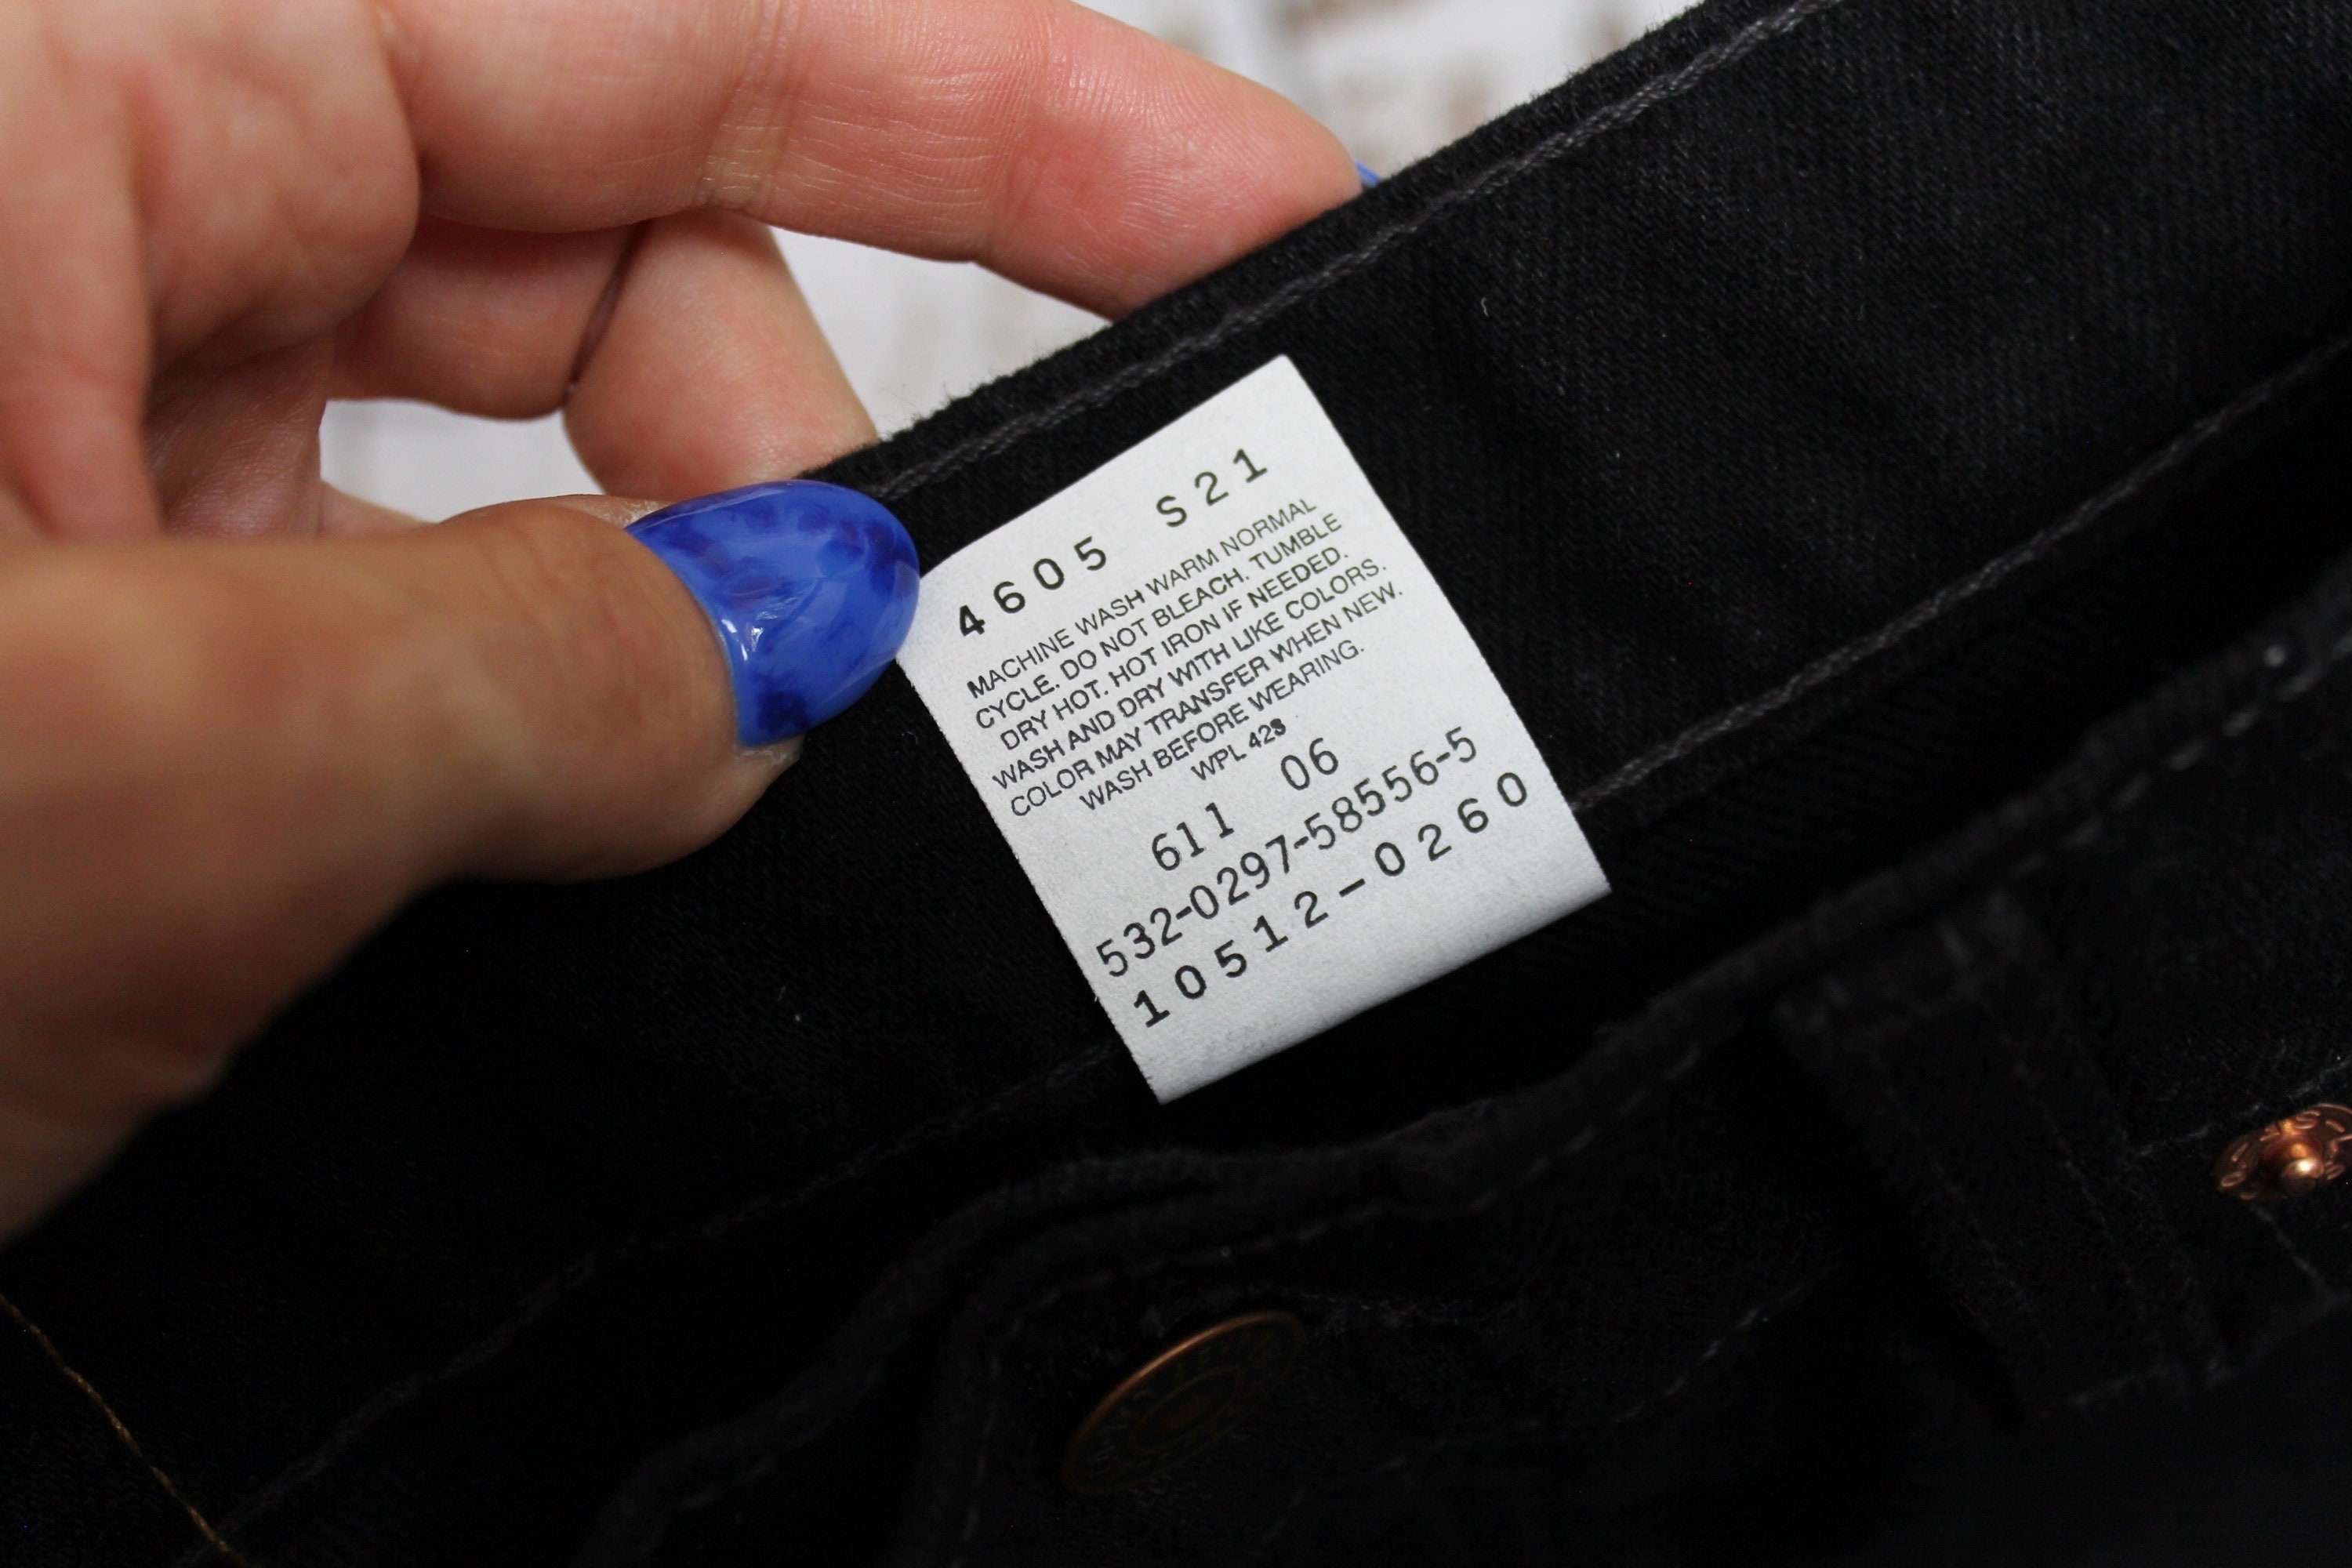 4605 S21
MACHINE WASH WARM NORMAL
CYCLE. DO NOT BLEACH. TUMBLE
DRY HOT. HOT IRON IF NEEDED.
WASH AND DRY WITH LIKE COLORS.
COLOR MAY TRANSFER WHEN NEW.
WASH BEFORE WEARING.
WPL 423
611 06
532-0297-58556-5
10512-0260